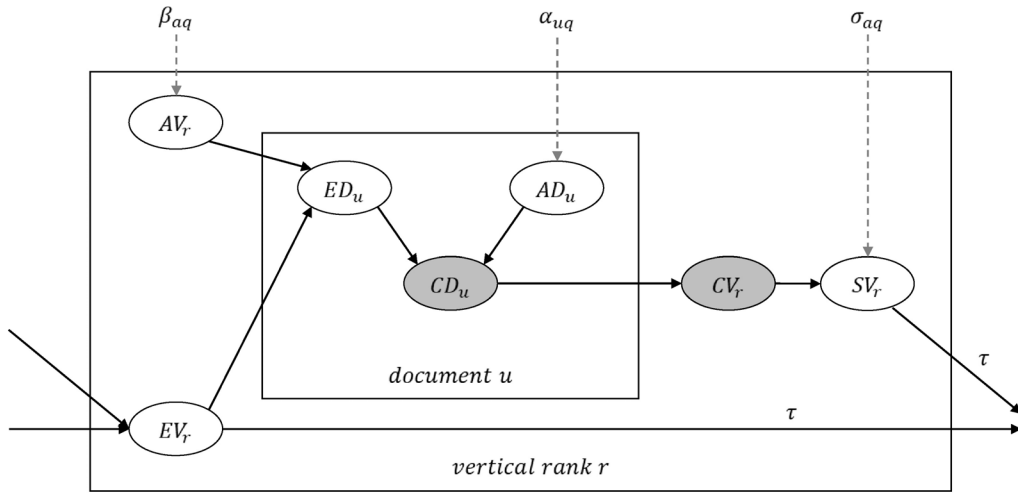 β_aq α_uq σ_aq
AV_r
ED_u AD_u
CD_u CV_r SV_r
τ
document u
τ
EV_r
vertical rank r